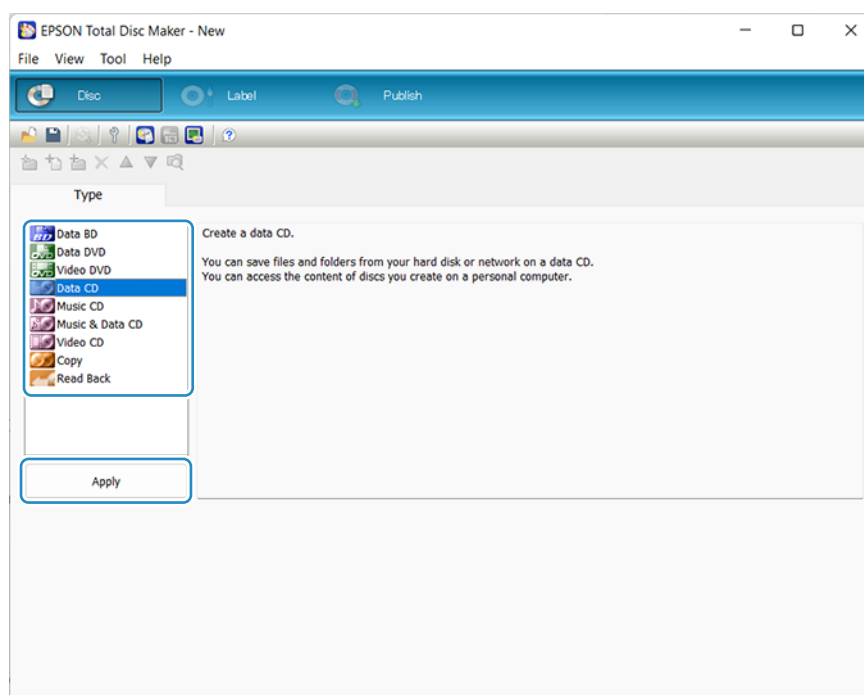 EPSON Total Disc Maker - New
File View Tool Help
Disc Label Publish
Type
Data BD
Data DVD
Video DVD
Data CD
Music CD
Music & Data CD
Video CD
Copy
Read Back
Apply
Create a data CD.
You can save files and folders from your hard disk or network on a data CD.
You can access the content of discs you create on a personal computer.